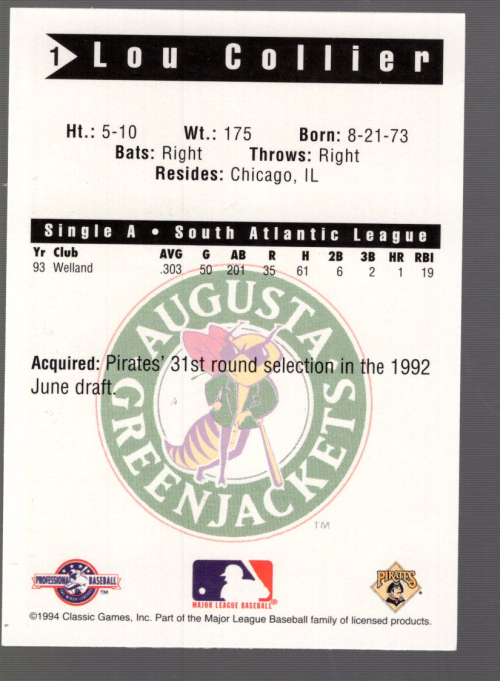 1 Lou Collier
Ht.: 5-10 Wt.: 175 Born: 8-21-73
Bats: Right Throws: Right
Resides: Chicago, IL
Single A • South Atlantic League
Yr Club AVG G AB R H 2B 3B HR RBI
93 Welland .303 50 201 35 61 6 2 1 19
AUGUSTA
GREENJACKETS
Acquired: Pirates' 31st round selection in the 1992
June draft.
TM
PROFESSIONAL BASEBALL
TM
MAJOR LEAGUE BASEBALL®
PIRATES
®
©1994 Classic Games, Inc. Part of the Major League Baseball family of licensed products.